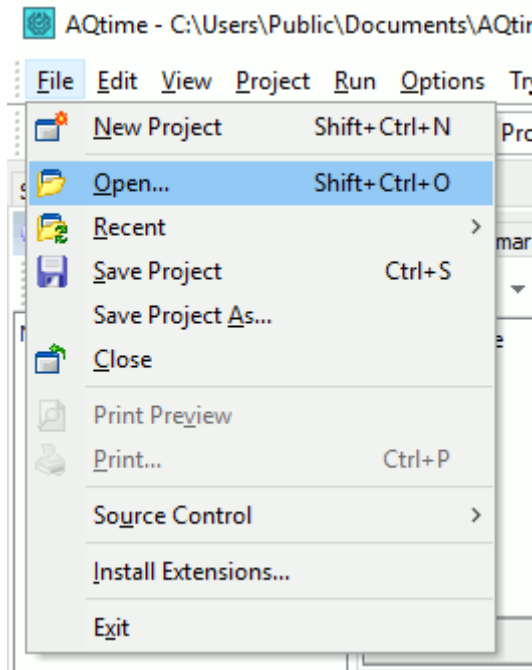 AQtime - C:\Users\Public\Documents\AQtim
File Edit View Project Run Options
New Project Shift+Ctrl+N
Open... Shift+Ctrl+O
Recent
Save Project Ctrl+S
Save Project As...
Close
Print Preview
Print... Ctrl+P
Source Control
Install Extensions...
Exit